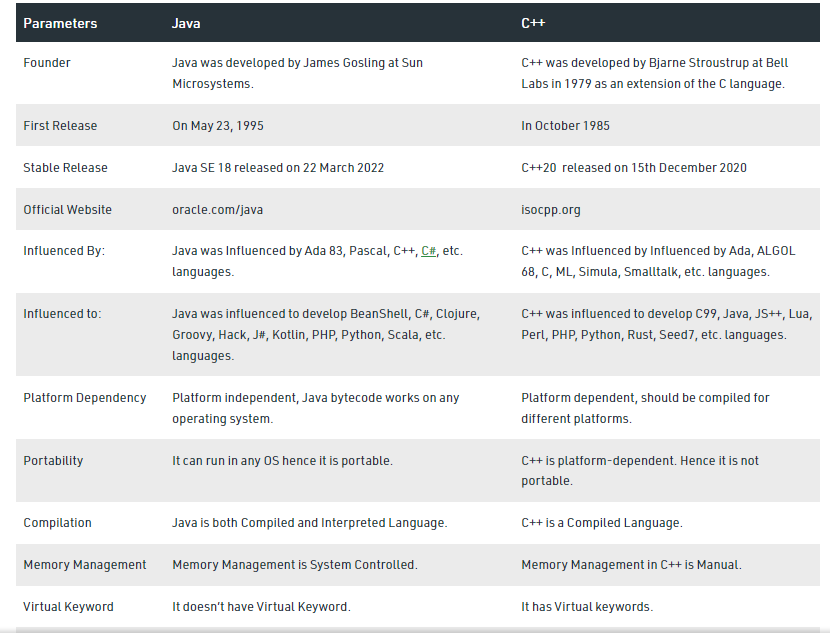 Parameters Java C++
Founder Java was developed by James Gosling at Sun C++ was developed by Bjarne Stroustrup at Bell
Microsystems. Labs in 1979 as an extension of the C language.
First Release On May 23, 1995 In October 1985
Stable Release Java SE 18 released on 22 March 2022 C++20 released on 15th December 2020
Official Website oracle.com/java isocpp.org
Influenced By: Java was Influenced by Ada 83, Pascal, C++, C#, etc. C++ was Influenced by Influenced by Ada, ALGOL
languages. 68, C, ML, Simula, Smalltalk, etc. languages.
Influenced to: Java was influenced to develop BeanShell, C#, Clojure, C++ was influenced to develop C99, Java, JS++, Lua,
Groovy, Hack, J#, Kotlin, PHP, Python, Scala, etc. Perl, PHP, Python, Rust, Seed7, etc. languages.
languages.
Platform Dependency Platform independent, Java bytecode works on any Platform dependent, should be compiled for
operating system. different platforms.
Portability It can run in any OS hence it is portable. C++ is platform-dependent. Hence it is not
portable.
Compilation Java is both Compiled and Interpreted Language. C++ is a Compiled Language.
Memory Management Memory Management is System Controlled. Memory Management in C++ is Manual.
Virtual Keyword It doesn't have Virtual Keyword. It has Virtual keywords.